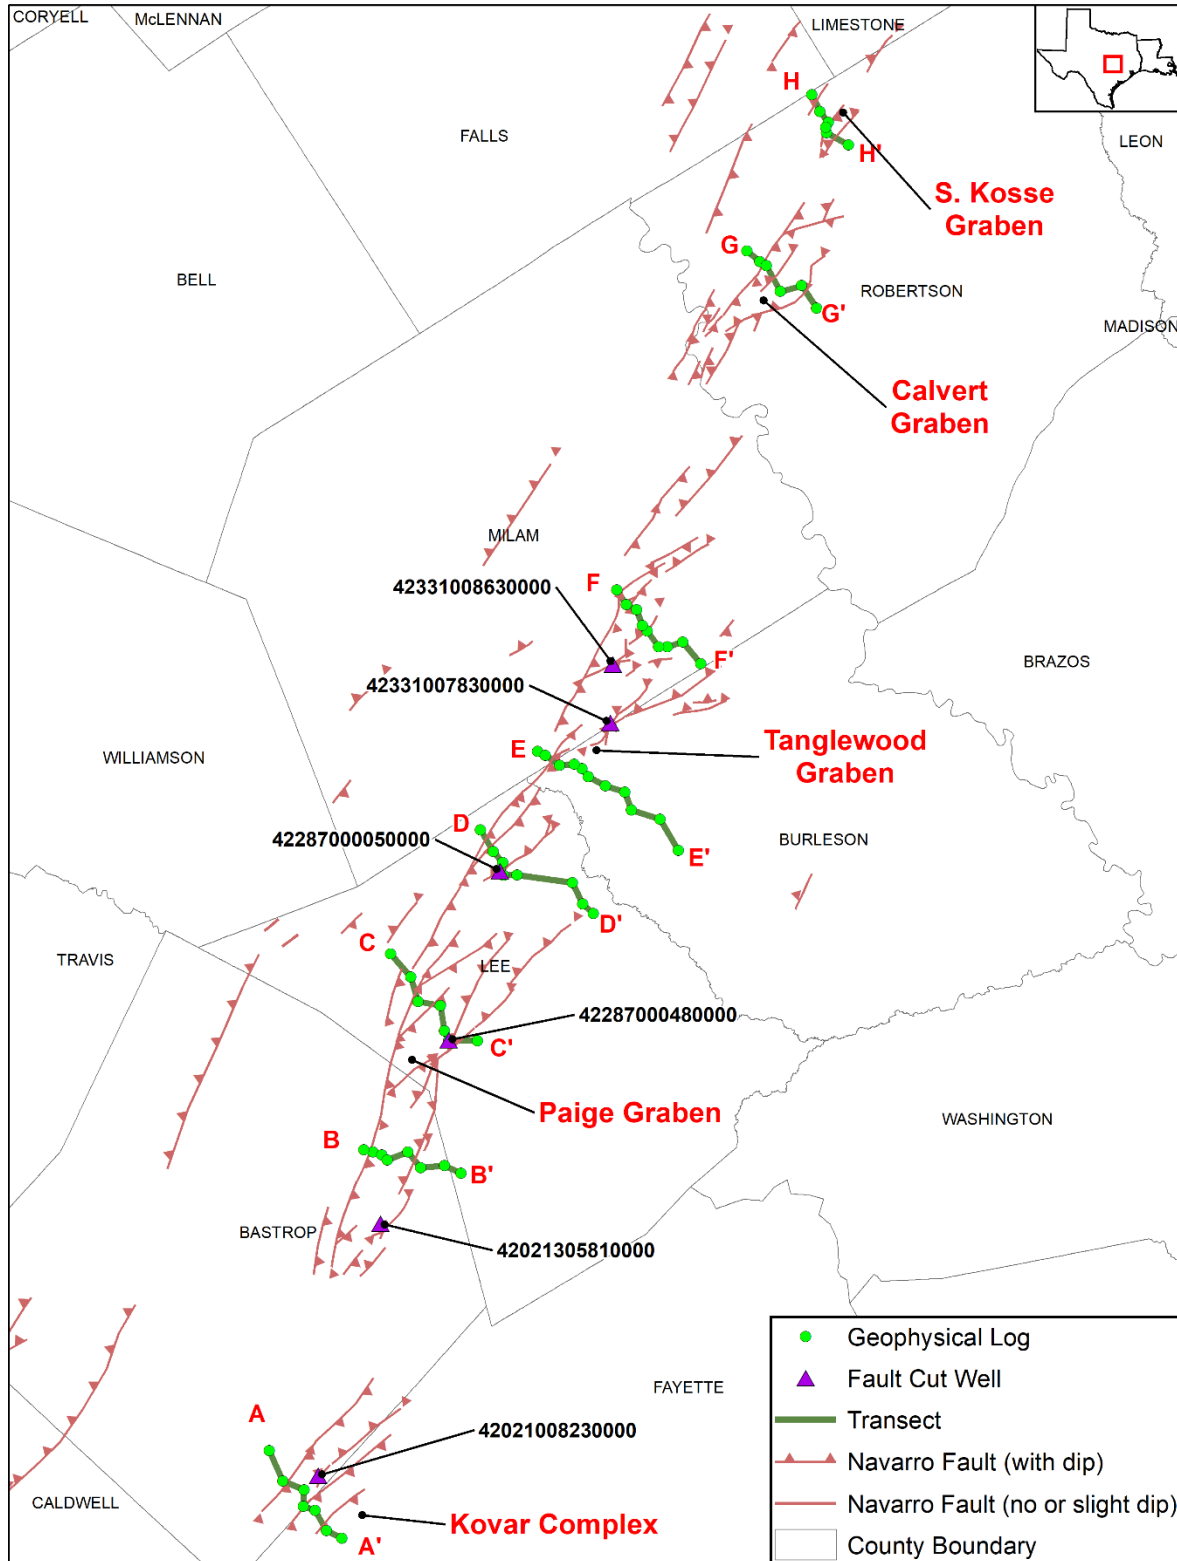 CORYELL
McLENNAN
LIMESTONE
H
FALLS
LEON
H'
S. Kosse
Graben
G
BELL
ROBERTSON
G'
MADISON
Calvert
Graben
MILAM
F
42331008630000
F'
BRAZOS
42331007830000
E
Tanglewood
Graben
WILLIAMSON
D
42287000050000
BURLESON
E'
D'
C
TRAVIS
LEE
42287000480000
C'
Paige Graben
WASHINGTON
B
B'
BASTROP
42021305810000
Geophysical Log
Fault Cut Well
FAYETTE
A
Transect
42021008230000
Navarro Fault (with dip)
CALDWELL
Navarro Fault (no or slight dip)
Kovar Complex
A'
County Boundary